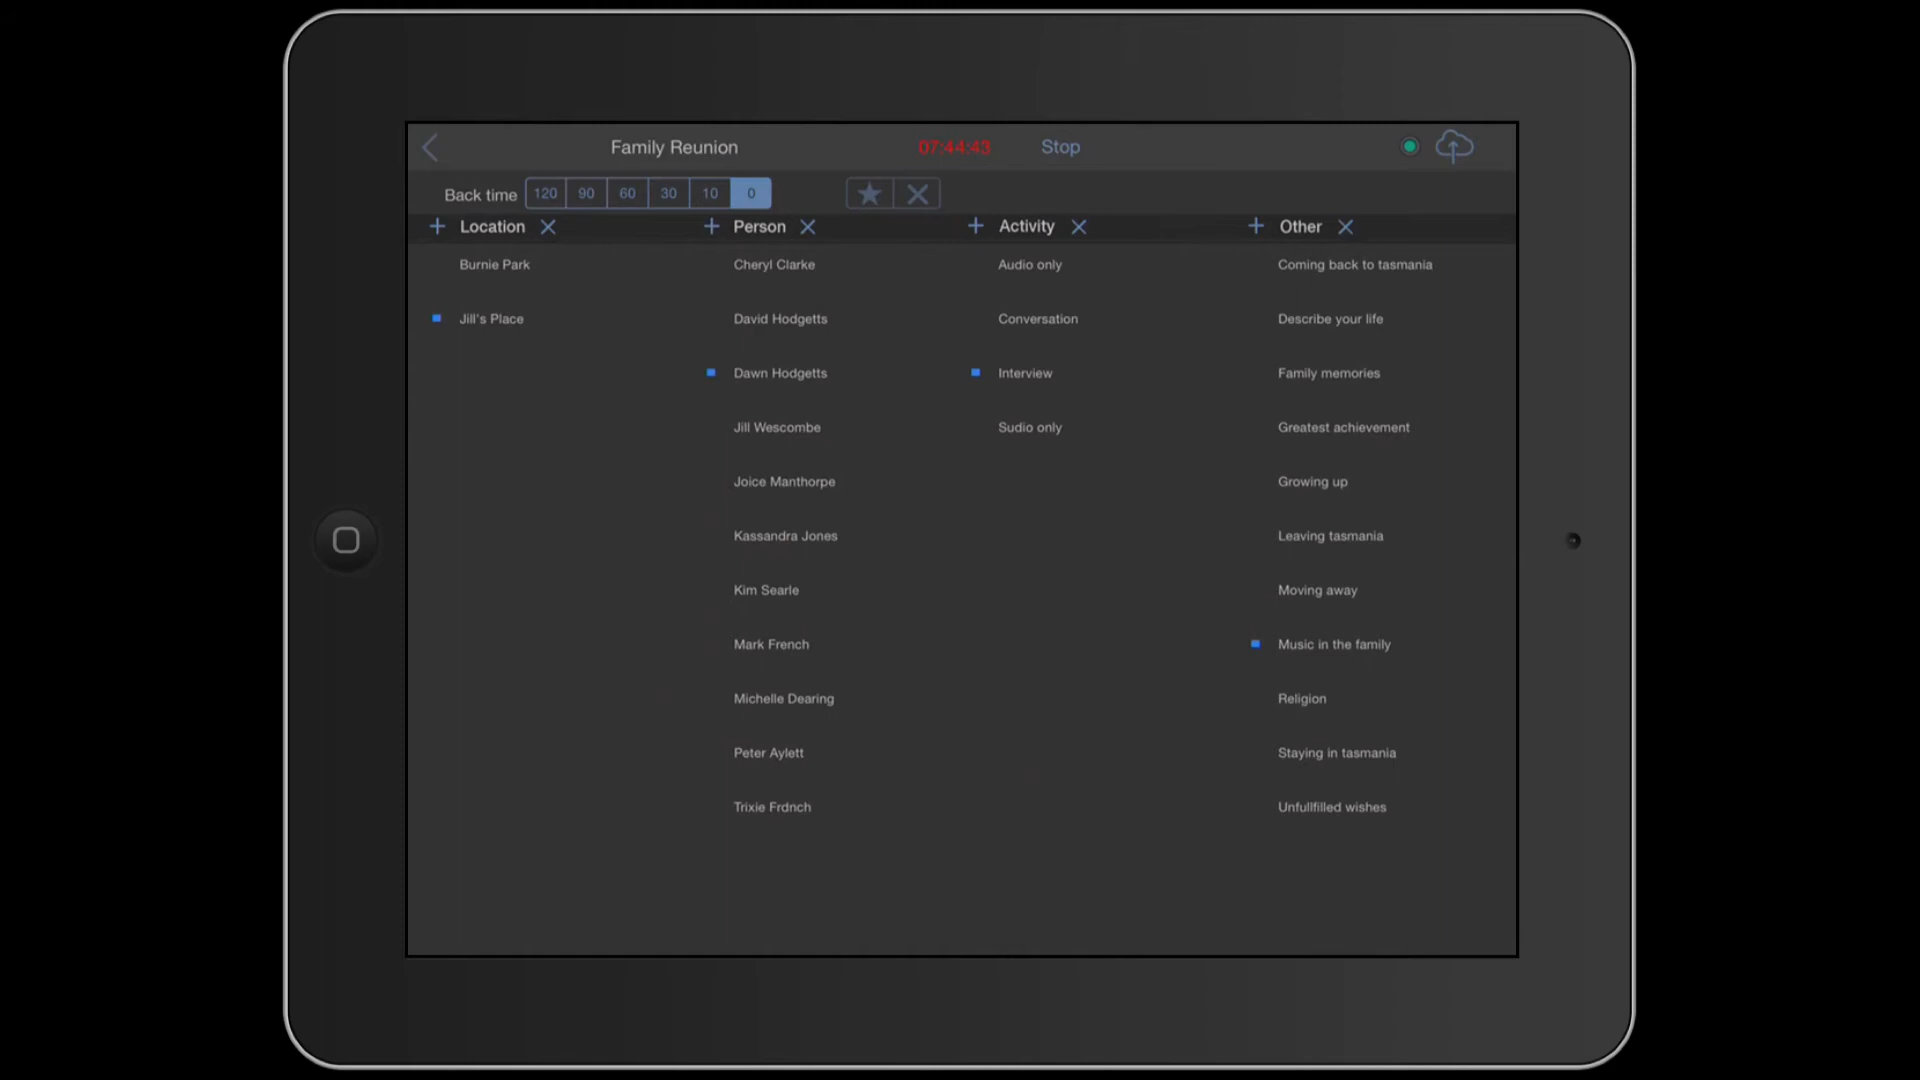 Family Reunion 07:44:43 Stop
Back time 120 90 60 30 10 0
Location Person Activity Other
Burnie Park Cheryl Clarke Audio only Coming back to tasmania
Jill's Place David Hodgetts Conversation Describe your life
Dawn Hodgetts Interview Family memories
Jill Wescombe Sudio only Greatest achievement
Joice Manthorpe Growing up
Kassandra Jones Leaving tasmania
Kim Searle Moving away
Mark French Music in the family
Michelle Dearing Religion
Peter Aylett Staying in tasmania
Trixie Frdnch Unfullfilled wishes